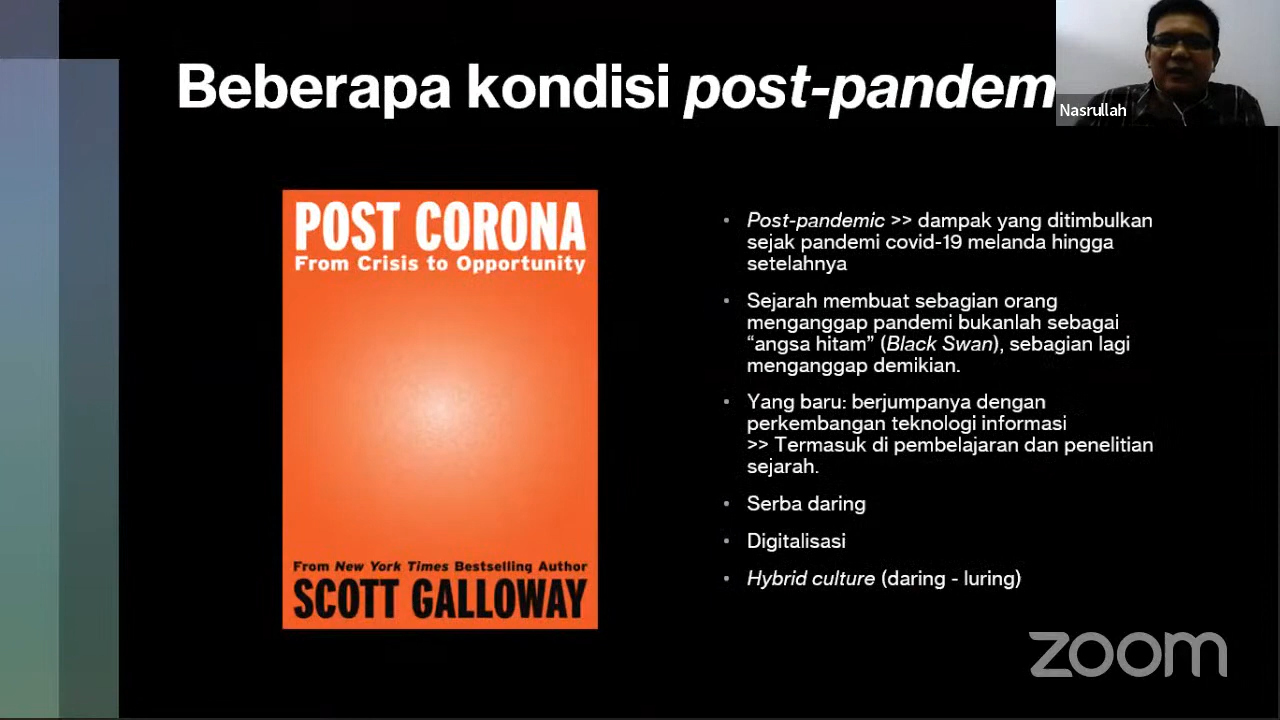 Beberapa kondisi post-pandem
Nasrullah
POST CORONA
From Crisis to Opportunity
From New York Times Bestselling Author
SCOTT GALLOWAY
• Post-pandemic >> dampak yang ditimbulkan
sejak pandemi covid-19 melanda hingga
setelahnya
• Sejarah membuat sebagian orang
menganggap pandemi bukanlah sebagai
“angsa hitam” (Black Swan), sebagian lagi
menganggap demikian.
• Yang baru: berjumpanya dengan
perkembangan teknologi informasi
>> Termasuk di pembelajaran dan penelitian
sejarah.
• Serba daring
• Digitalisasi
• Hybrid culture (daring - luring)
zoom